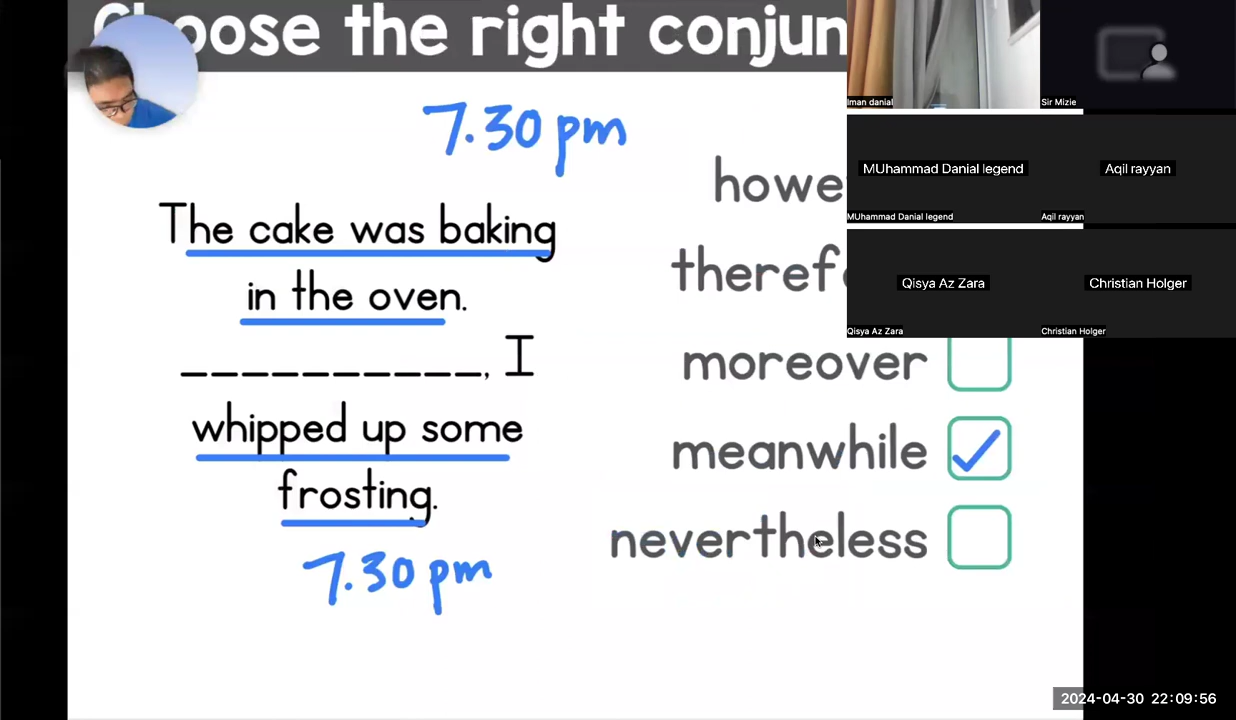 Choose the right conjun
7.30 pm
The cake was baking
in the oven.
__________, I
whipped up some
frosting.
7.30 pm
howe
theref
moreover
meanwhile
nevertheless
Iman danial
Sir Mizie
MUhammad Danial legend
MUhammad Danial legend
Aqil rayyan
Aqil rayyan
Qisya Az Zara
Qisya Az Zara
Christian Holger
Christian Holger
2024-04-30 22:09:56